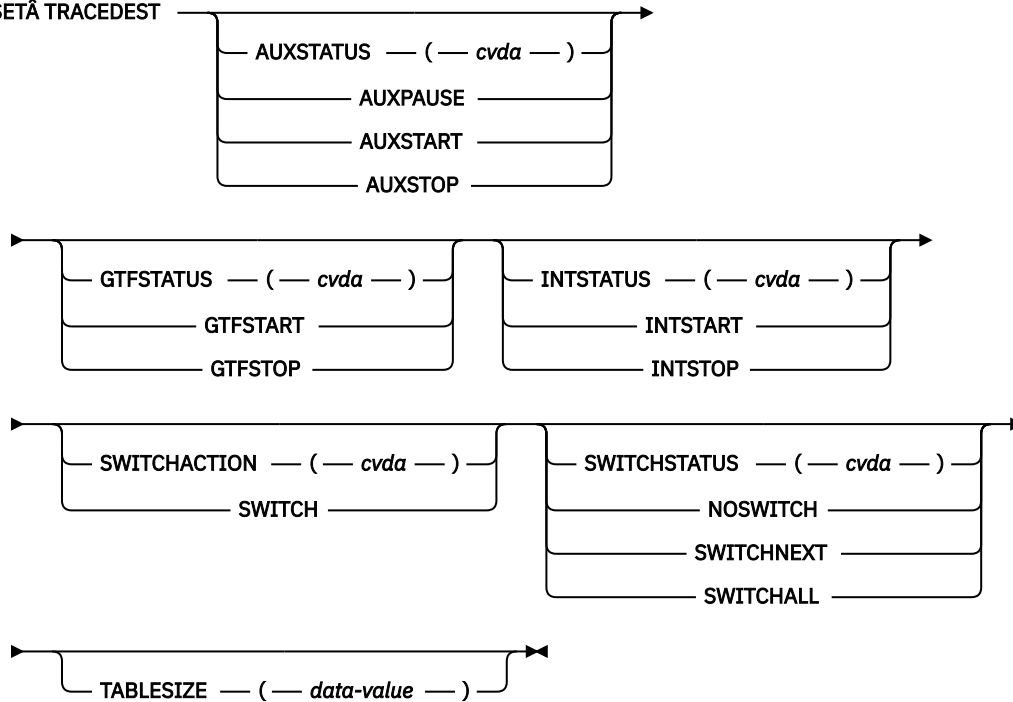 SETÂ TRACEDEST
AUXSTATUS ( cvda )
AUXPAUSE
AUXSTART
AUXSTOP
GTFSTATUS ( cvda )
GTFSTART
GTFSTOP
INTSTATUS ( cvda )
INTSTART
INTSTOP
SWITCHACTION ( cvda )
SWITCH
SWITCHSTATUS ( cvda )
NOSWITCH
SWITCHNEXT
SWITCHALL
TABLESIZE ( data-value )